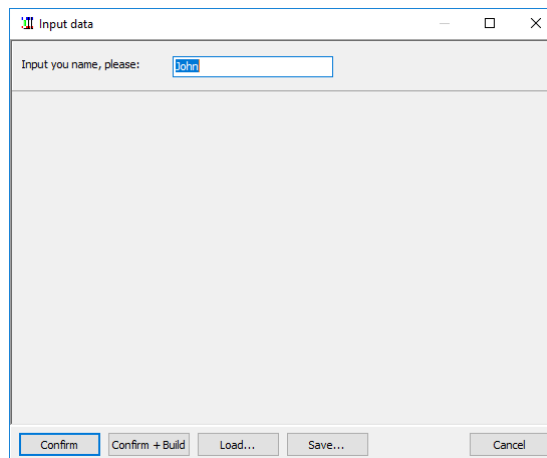 Input data
Input you name, please:
John
Confirm
Confirm + Build
Load...
Save...
Cancel